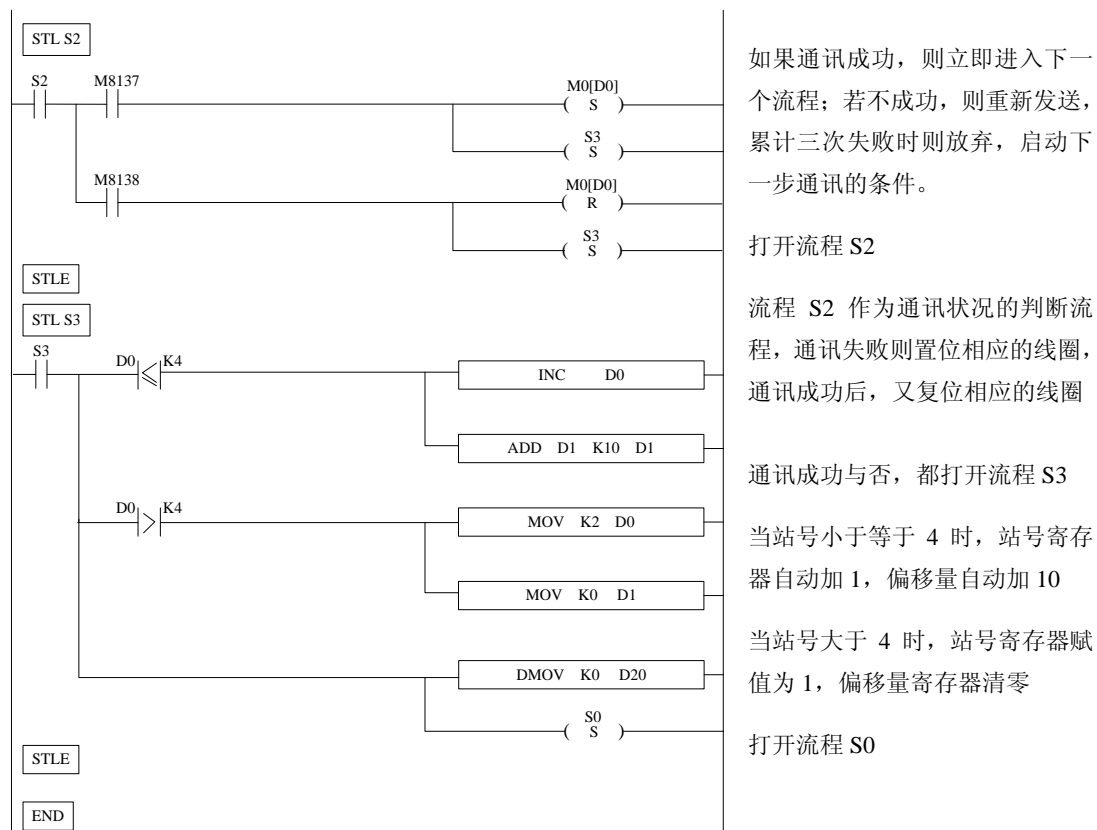 STL S2
S2
M8137
M0[D0]
( S )
S3
( S )
M8138
M0[D0]
( R )
S3
( S )
STLE
STL S3
S3
D0 ≤ K4
INC D0
ADD D1 K10 D1
D0 > K4
MOV K2 D0
MOV K0 D1
DMOV K0 D20
S0
( S )
STLE
END
如果通讯成功，则立即进入下一
个流程；若不成功，则重新发送，
累计三次失败时则放弃，启动下
一步通讯的条件。
打开流程 S2
流程 S2 作为通讯状况的判断流
程，通讯失败则置位相应的线圈，
通讯成功后，又复位相应的线圈
通讯成功与否，都打开流程 S3
当站号小于等于 4 时，站号寄存
器自动加 1，偏移量自动加 10
当站号大于 4 时，站号寄存器赋
值为 1，偏移量寄存器清零
打开流程 S0